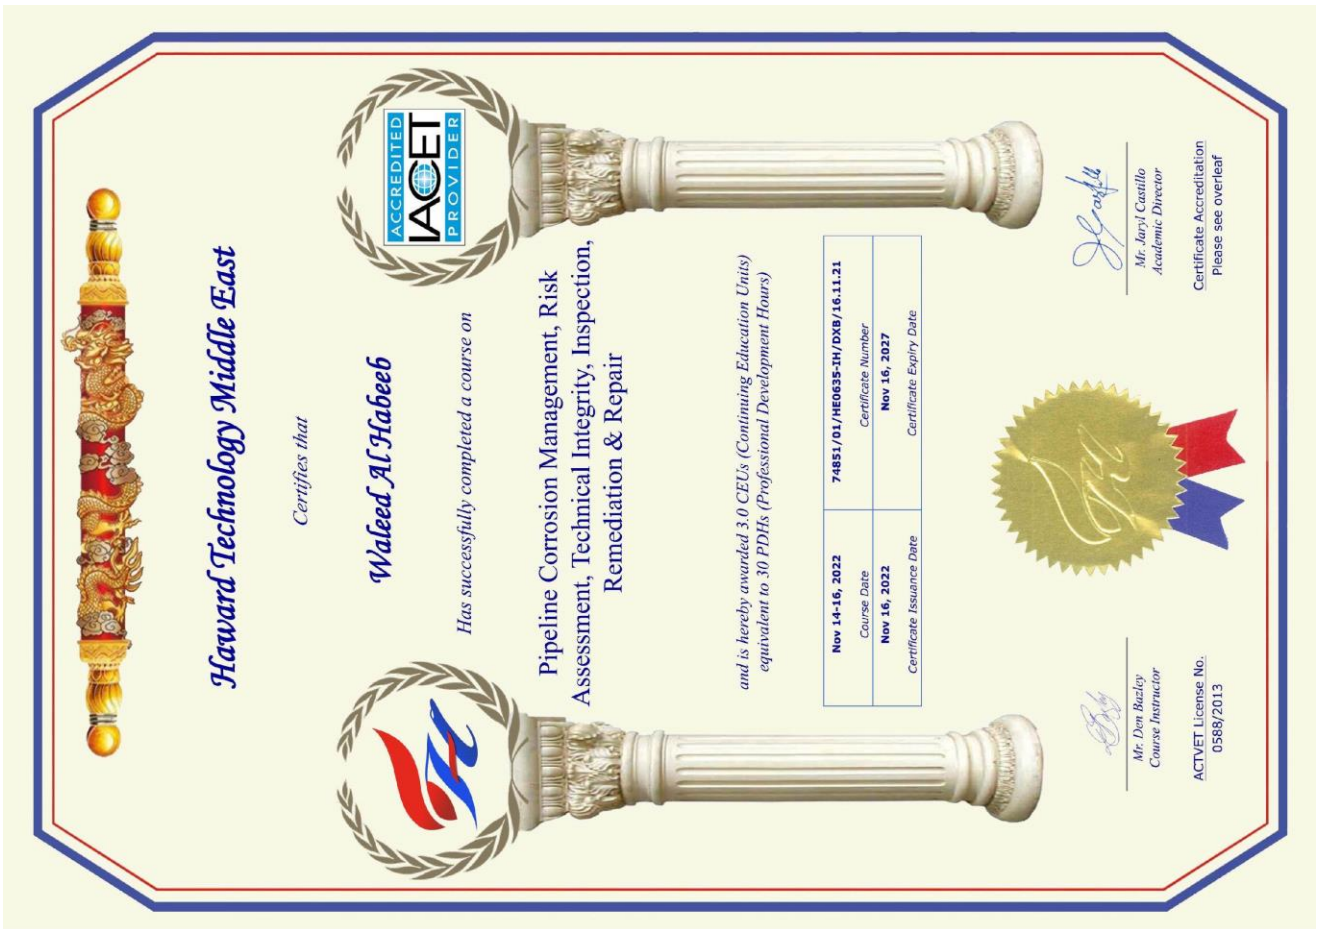 Haward Technology Middle East
Certifies that
Waleed Al Habeeb
Has successfully completed a course on
ACCREDITED
IACET
PROVIDER
Pipeline Corrosion Management, Risk
Assessment, Technical Integrity, Inspection,
Remediation & Repair
and is hereby awarded 3.0 CEUs (Continuing Education Units)
equivalent to 30 PDHs (Professional Development Hours)
Nov 14-16, 2022
Course Date
74851/01/HE0635-IH/DXB/16.11.21
Certificate Number
Nov 16, 2022
Certificate Issuance Date
Nov 16, 2027
Certificate Expiry Date
Mr. Den Bazley
Course Instructor
Mr. Jaryl Castillo
Academic Director
ACTVET License No.
0588/2013
Certificate Accreditation
Please see overleaf